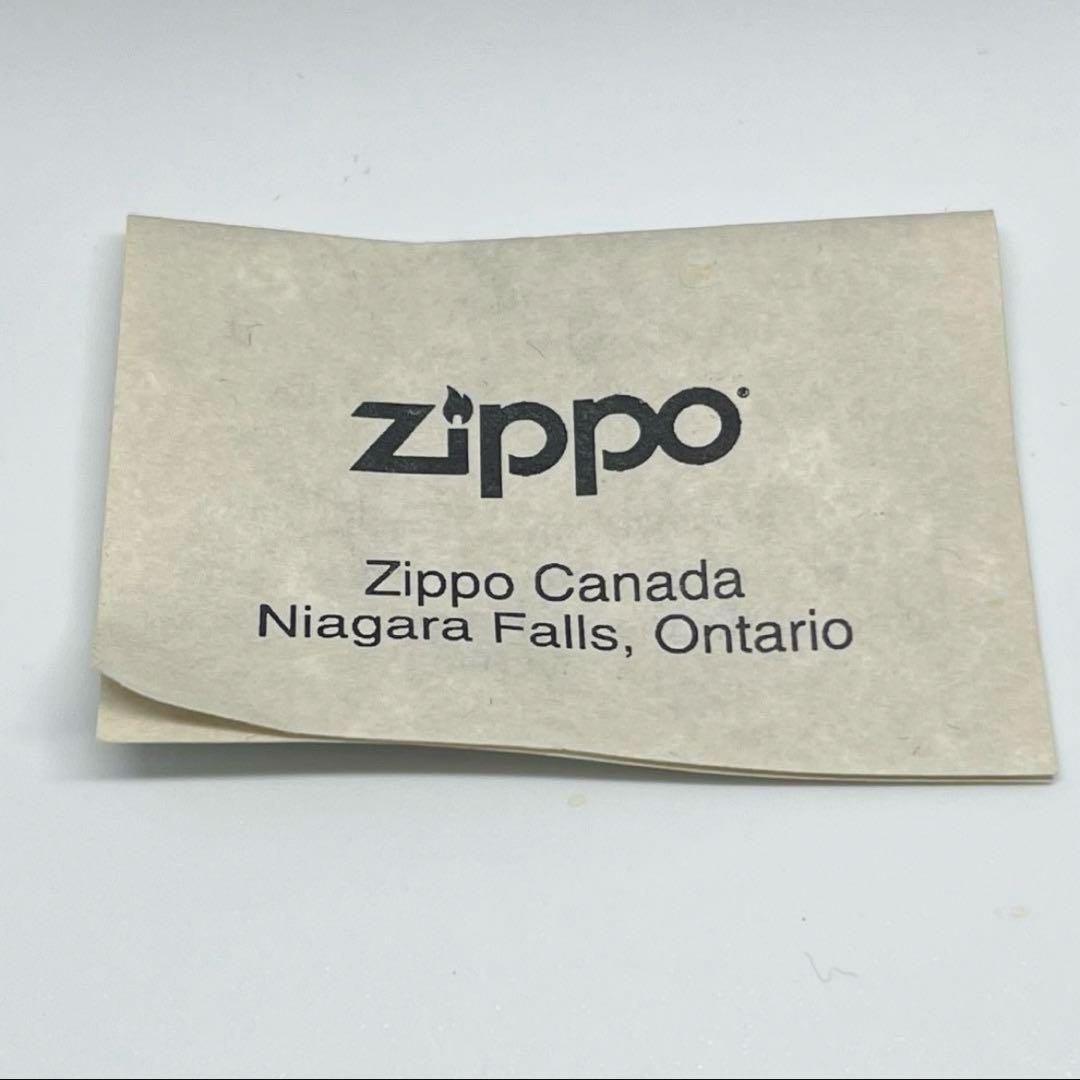 zippo®
Zippo Canada
Niagara Falls, Ontario